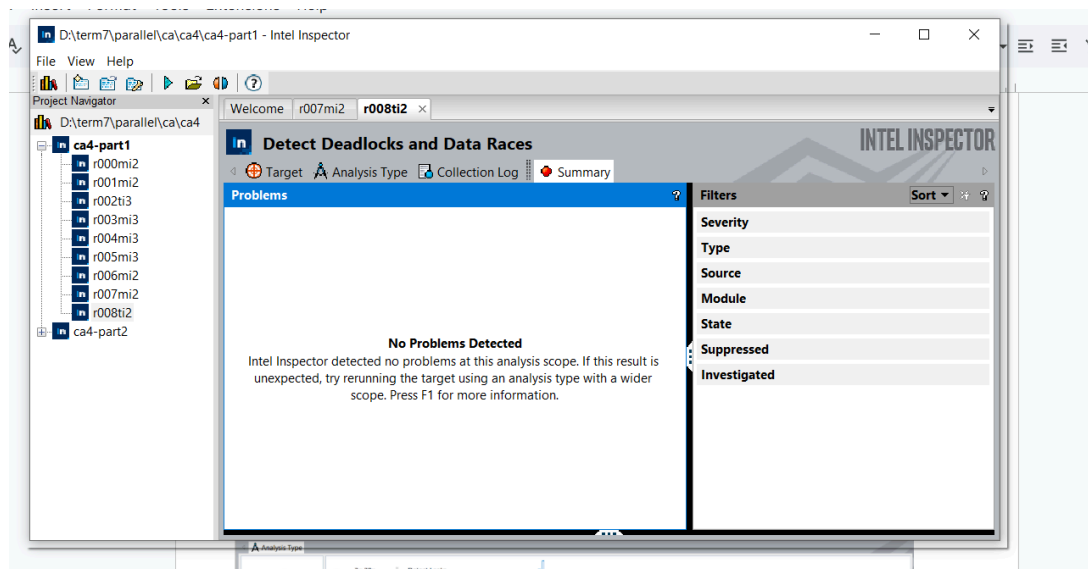 D:\term7\parallel\ca\ca4\ca4-part1 - Intel Inspector
File View Help
Project Navigator
D:\term7\parallel\ca\ca4
ca4-part1
r000mi2
r001mi2
r002ti3
r003mi3
r004mi3
r005mi3
r006mi2
r007mi2
r008ti2
ca4-part2
Welcome r007mi2 r008ti2
Detect Deadlocks and Data Races
INTEL INSPECTOR
Target Analysis Type Collection Log Summary
Problems
No Problems Detected
Intel Inspector detected no problems at this analysis scope. If this result is
unexpected, try rerunning the target using an analysis type with a wider
scope. Press F1 for more information.
Filters Sort
Severity
Type
Source
Module
State
Suppressed
Investigated
Analysis Type